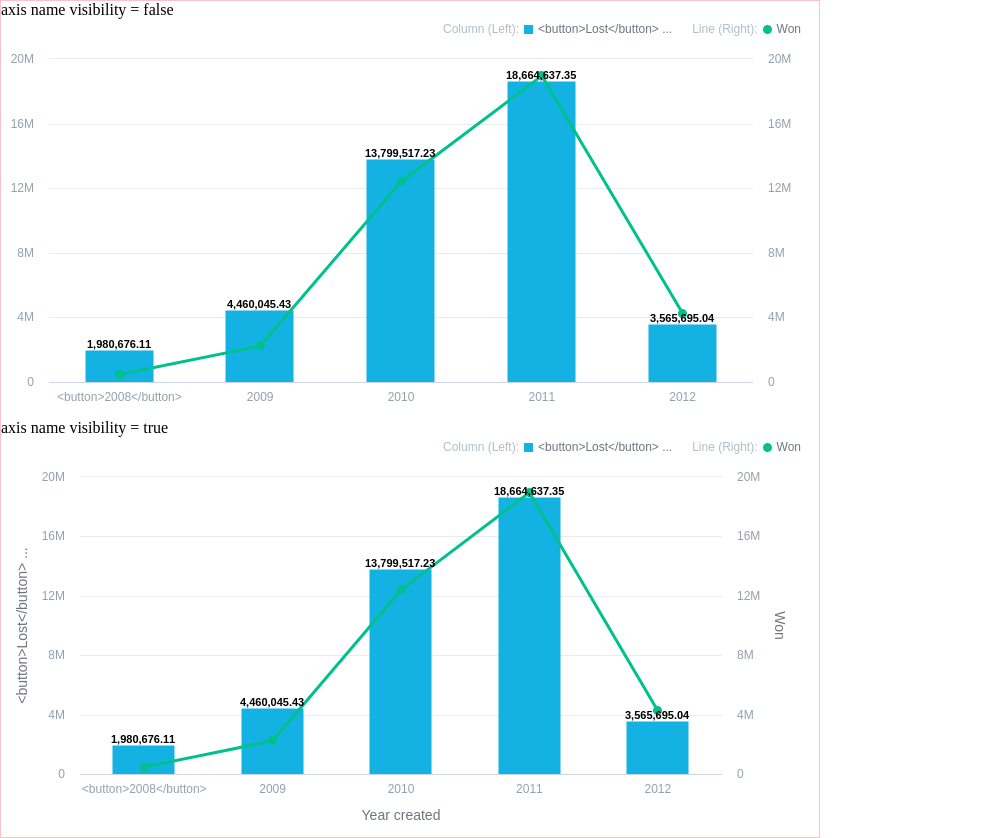 axis name visibility = false
Column (Left): <button>Lost</button> ... Line (Right): Won
20M 20M
18,664,637.35
16M 16M
13,799,517.23
12M 12M
8M 8M
4,460,045.43
4M 3,565,695.04 4M
1,980,676.11
0 0
<button>2008</button> 2009 2010 2011 2012
axis name visibility = true
Column (Left): <button>Lost</button> ... Line (Right): Won
20M 20M
18,664,637.35
16M 16M
13,799,517.23
12M 12M
<button>Lost</button> ...
Won
8M 8M
4,460,045.43
4M 3,565,695.04 4M
1,980,676.11
0 0
<button>2008</button> 2009 2010 2011 2012
Year created